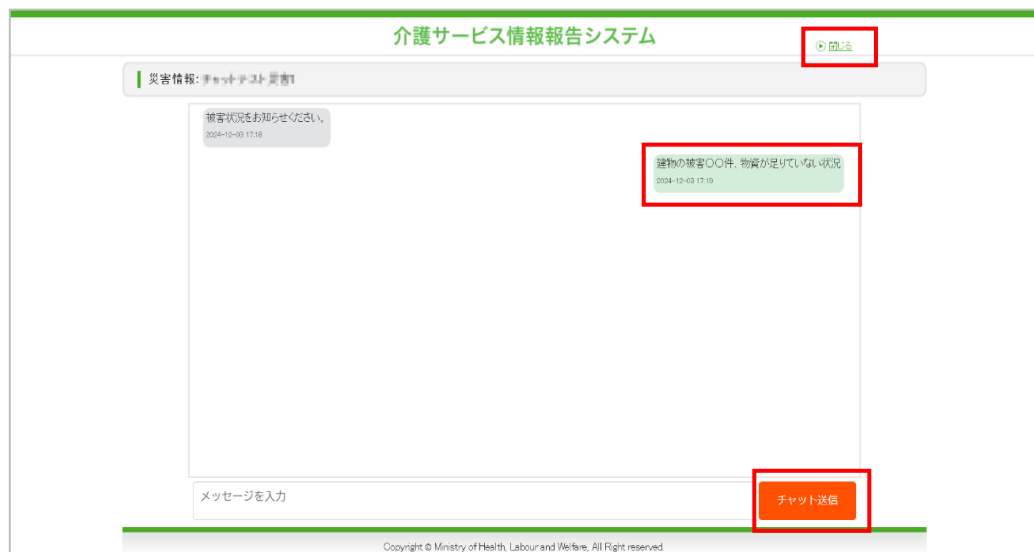 介護サービス情報報告システム
閉じる
災害情報:
被害状況をお知らせください。
2024-12-03 17:18
建物の被害〇〇件、物資が足りていない状況
2024-12-03 17:19
メッセージを入力
チャット送信
Copyright © Ministry of Health, Labour and Welfare, All Right reserved.